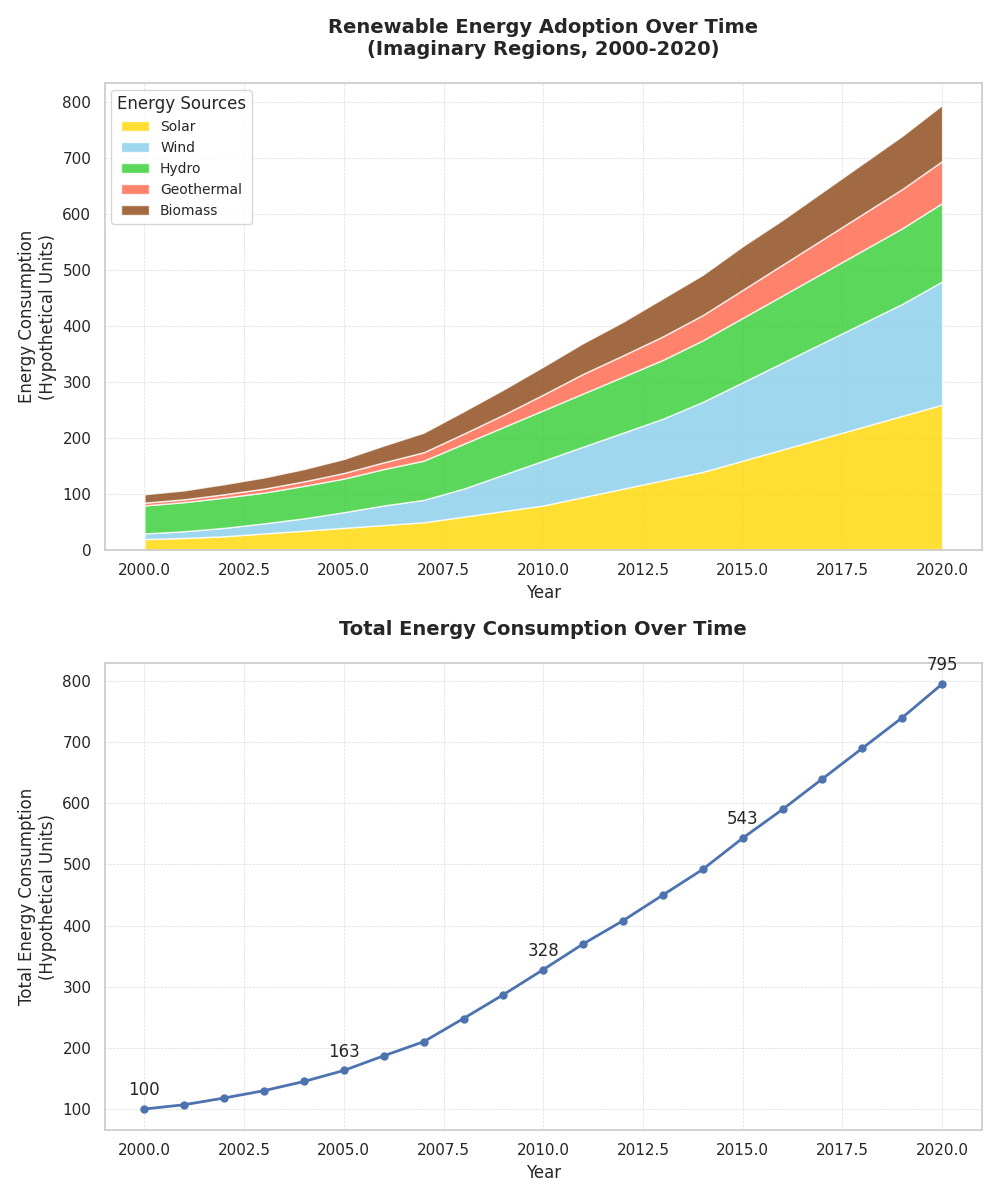 Renewable Energy Adoption Over Time
(Imaginary Regions, 2000-2020)
Energy Consumption
(Hypothetical Units)
800
700
600
500
400
300
200
100
0
Energy Sources
Solar
Wind
Hydro
Geothermal
Biomass
2000.0 2002.5 2005.0 2007.5 2010.0 2012.5 2015.0 2017.5 2020.0
Year
Total Energy Consumption Over Time
Total Energy Consumption
(Hypothetical Units)
800
700
600
500
400
300
200
100
100
163
328
543
795
2000.0 2002.5 2005.0 2007.5 2010.0 2012.5 2015.0 2017.5 2020.0
Year